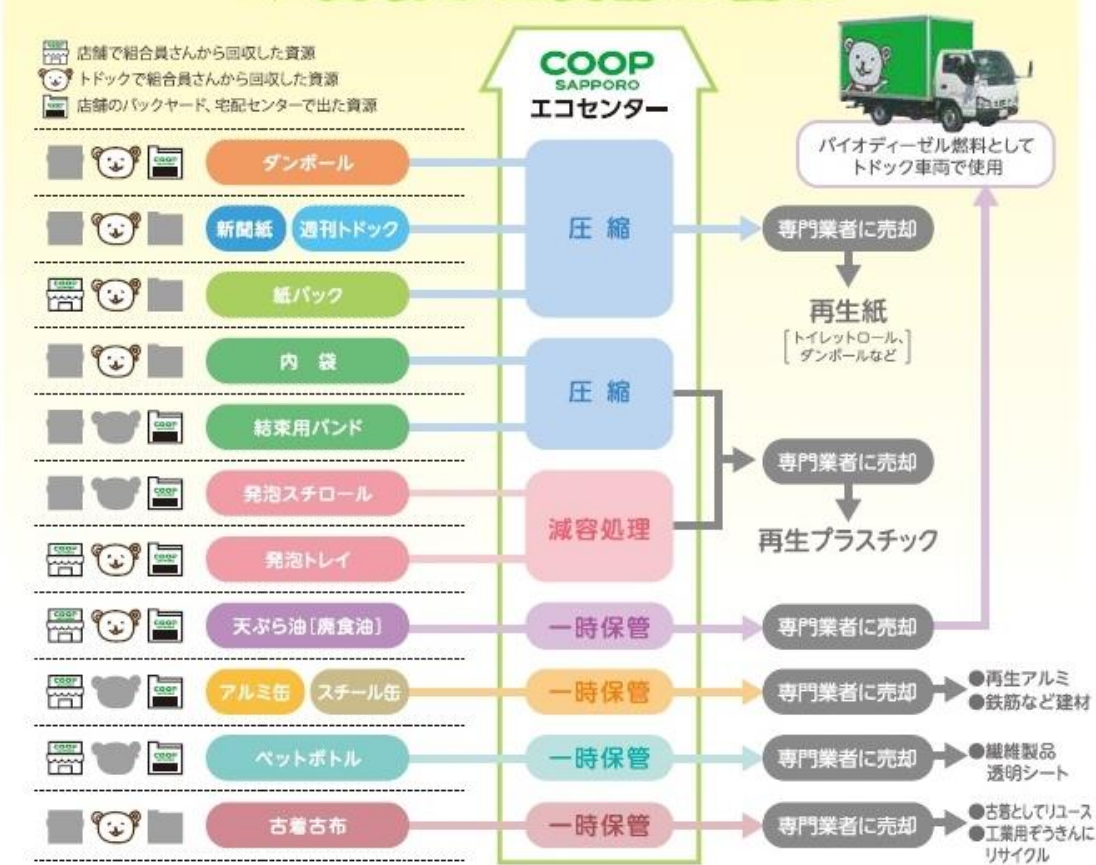 店舗で組合員さんから回収した資源
トドックで組合員さんから回収した資源
店舗のバックヤード、宅配センターで出た資源
COOP
SAPPORO
エコセンター
バイオディーゼル燃料として
トドック車両で使用
ダンボール
新聞紙 週刊トドック
圧縮
専門業者に売却
紙パック
再生紙
[トイレットロール、
ダンボールなど]
内袋
圧縮
結束用バンド
専門業者に売却
発泡スチロール
減容処理
再生プラスチック
発泡トレイ
天ぷら油[廃食油] 一時保管 専門業者に売却
アルミ缶 スチール缶 一時保管 専門業者に売却
●再生アルミ
●鉄筋など建材
ペットボトル 一時保管 専門業者に売却
●繊維製品
透明シート
古着古布 一時保管 専門業者に売却
●古着としてリユース
●工業用ぞうきんに
リサイクル